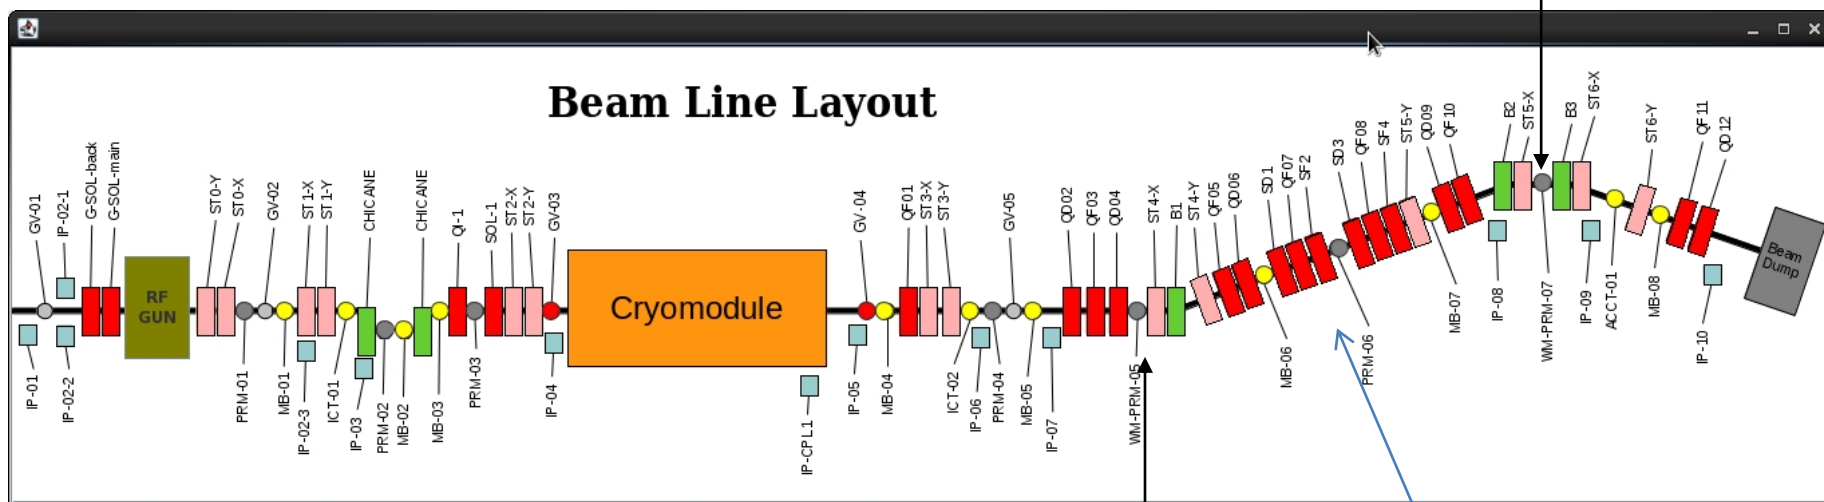 Beam Line Layout
GV-01
IP-02-1
G-SOL-back
G-SOL-main
ST0-Y
ST0-X
GV-02
ST1-X
ST1-Y
CHICANE
CHICANE
QI-1
SOL-1
ST2-X
ST2-Y
GV-03
GV-04
QF01
ST3-X
ST3-Y
GV-05
QD02
QF03
QD04
ST4-X
B1
ST4-Y
QF05
QD06
SD1
QF07
SF2
SD3
QF08
SF4
ST5-Y
QD09
QF10
B2
ST5-X
B3
ST6-X
ST6-Y
QF11
QD12
RF
GUN
Cryomodule
Beam
Dump
IP-01
IP-02-2
PRM-01
MB-01
IP-02-3
ICT-01
IP-03
PRM-02
MB-02
MB-03
PRM-03
IP-04
IP-CPL1
IP-05
MB-04
ICT-02
IP-06
PRM-04
MB-05
IP-07
WM-PRM-05
MB-06
PRM-06
MB-07
IP-08
WM-PRM-07
IP-09
ACCT-01
MB-08
IP-10